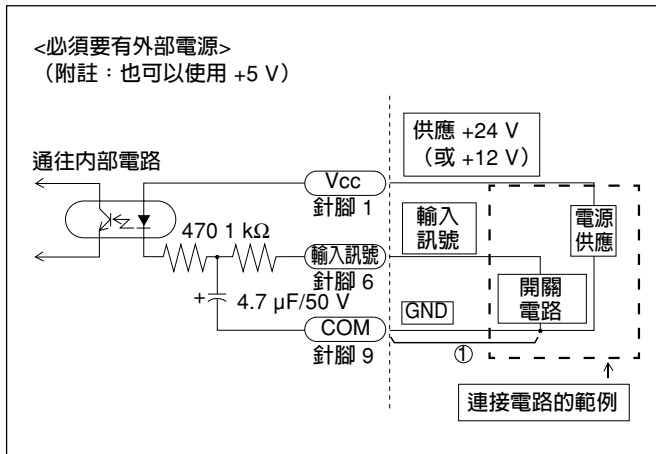 <必須要有外部電源>
（附註：也可以使用 +5 V）
供應 +24 V
（或 +12 V）
通往内部電路
Vcc
針腳 1
輸入
訊號
電源
供應
470 1 kΩ
輸入訊號
針腳 6
開關
電路
+
4.7 μF/50 V
GND
COM
針腳 9
①
連接電路的範例